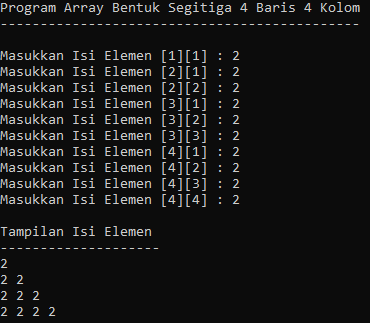 Program Array Bentuk Segitiga 4 Baris 4 Kolom
---------------------------------------------
Masukkan Isi Elemen [1][1] : 2
Masukkan Isi Elemen [2][1] : 2
Masukkan Isi Elemen [2][2] : 2
Masukkan Isi Elemen [3][1] : 2
Masukkan Isi Elemen [3][2] : 2
Masukkan Isi Elemen [3][3] : 2
Masukkan Isi Elemen [4][1] : 2
Masukkan Isi Elemen [4][2] : 2
Masukkan Isi Elemen [4][3] : 2
Masukkan Isi Elemen [4][4] : 2
Tampilan Isi Elemen
--------------------
2
2 2
2 2 2
2 2 2 2